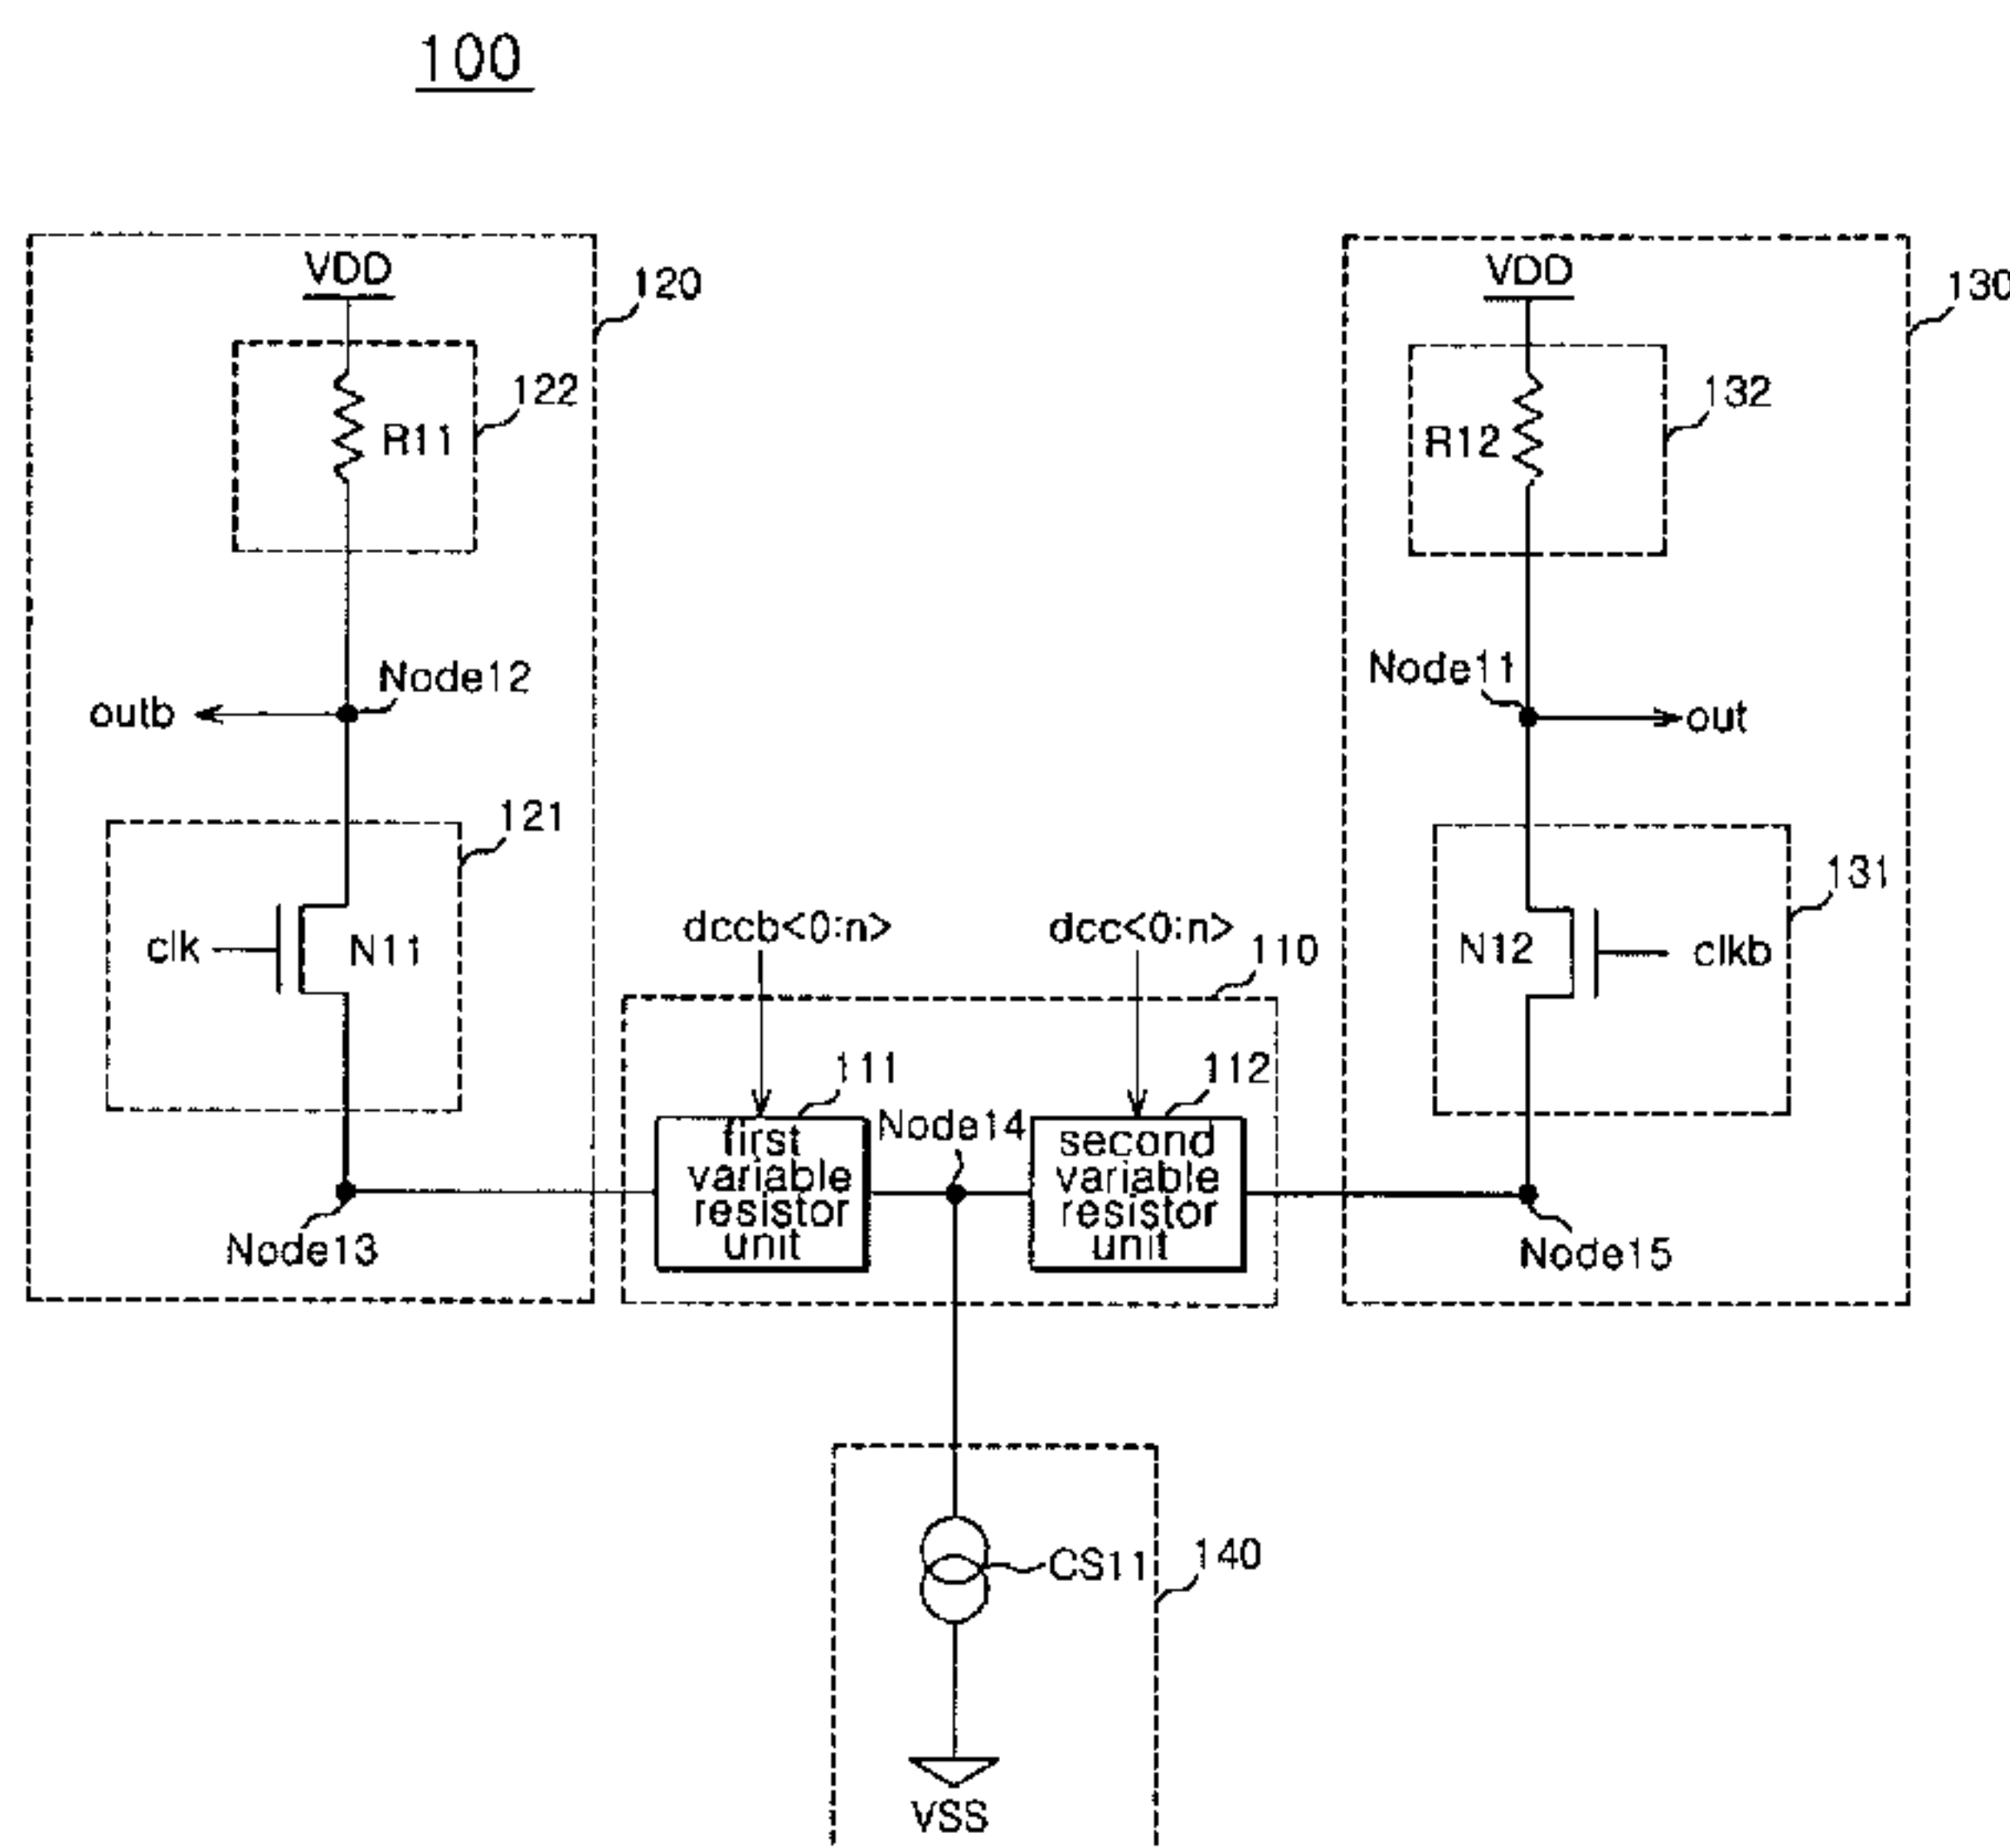 100
VDD
120
R11
122
outb
Node12
121
clk
N11
Node13
VDD
130
R12
132
Node11
out
131
N12
clkb
Node15
dccb<0:n>
dcc<0:n>
110
111
first
variable
resistor
unit
Node14
112
second
variable
resistor
unit
CS11
140
VSS